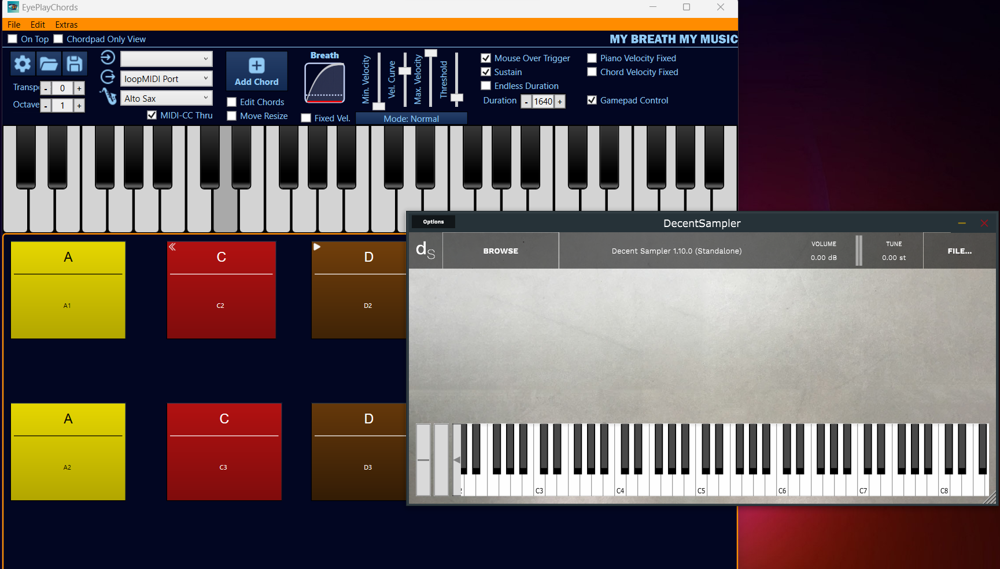 EyePlayChords
File Edit Extras
On Top Chordpad Only View
MY BREATH MY MUSIC
Transp
- 0 +
Octave
- 1 +
loopMIDI Port
Alto Sax
MIDI-CC Thru
Add Chord
Edit Chords
Move Resize
Breath
Fixed Vel.
Min. Velocity
Vel. Curve
Max. Velocity
Threshold
Mode: Normal
Mouse Over Trigger
Sustain
Endless Duration
Duration - 1640 +
Piano Velocity Fixed
Chord Velocity Fixed
Gamepad Control
A
A1
C
C2
D
D2
A
A2
C
C3
D
D3
Options
DecentSampler
ds
BROWSE
Decent Sampler 1.10.0 (Standalone)
VOLUME
0.00 dB
TUNE
0.00 st
FILE...
C3 C4 C5 C6 C7 C8